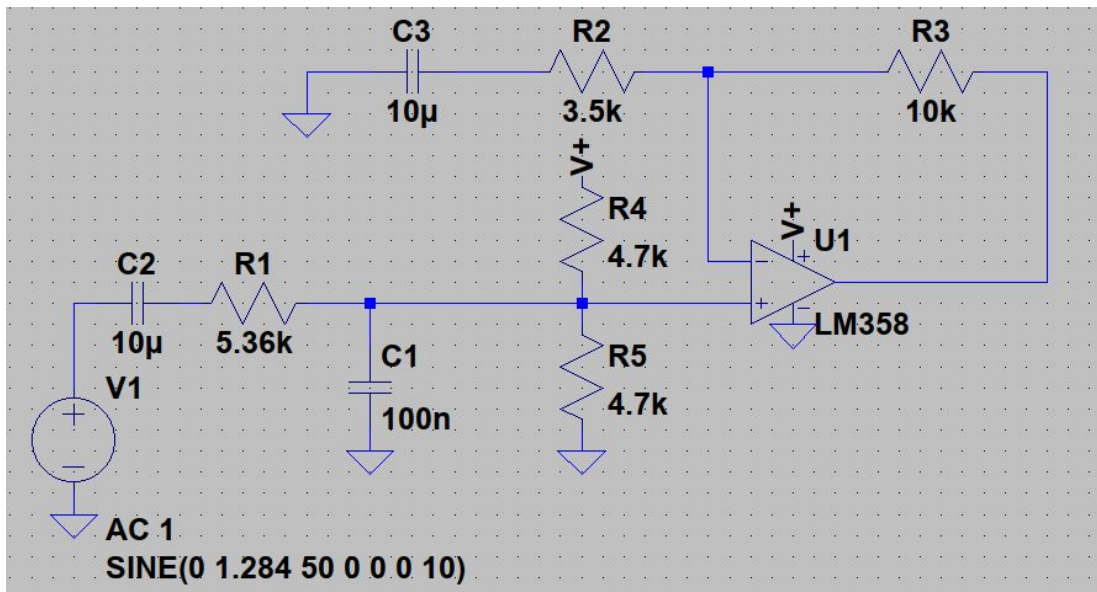 C3
R2
R3
10µ
3.5k
10k
V+
R4
4.7k
V+
U1
C2
R1
LM358
10µ
5.36k
C1
R5
100n
4.7k
V1
AC 1
SINE(0 1.284 50 0 0 0 10)